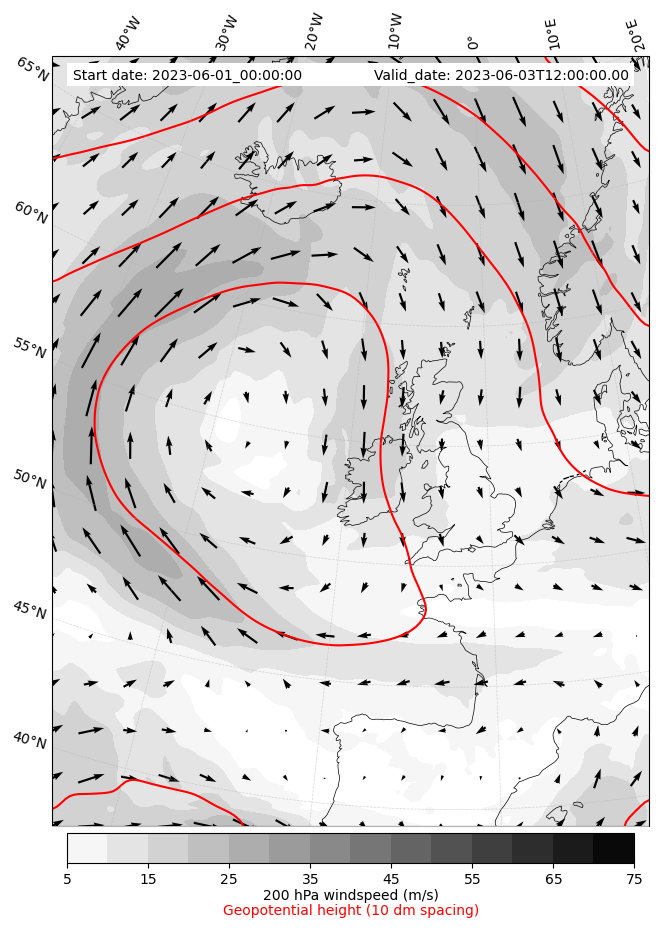 40°W 30°W 20°W 10°W 0° 10°E 20°E
65°N
Start date: 2023-06-01_00:00:00 Valid_date: 2023-06-03T12:00:00.00
60°N
55°N
50°N
45°N
40°N
5 15 25 35 45 55 65 75
200 hPa windspeed (m/s)
Geopotential height (10 dm spacing)